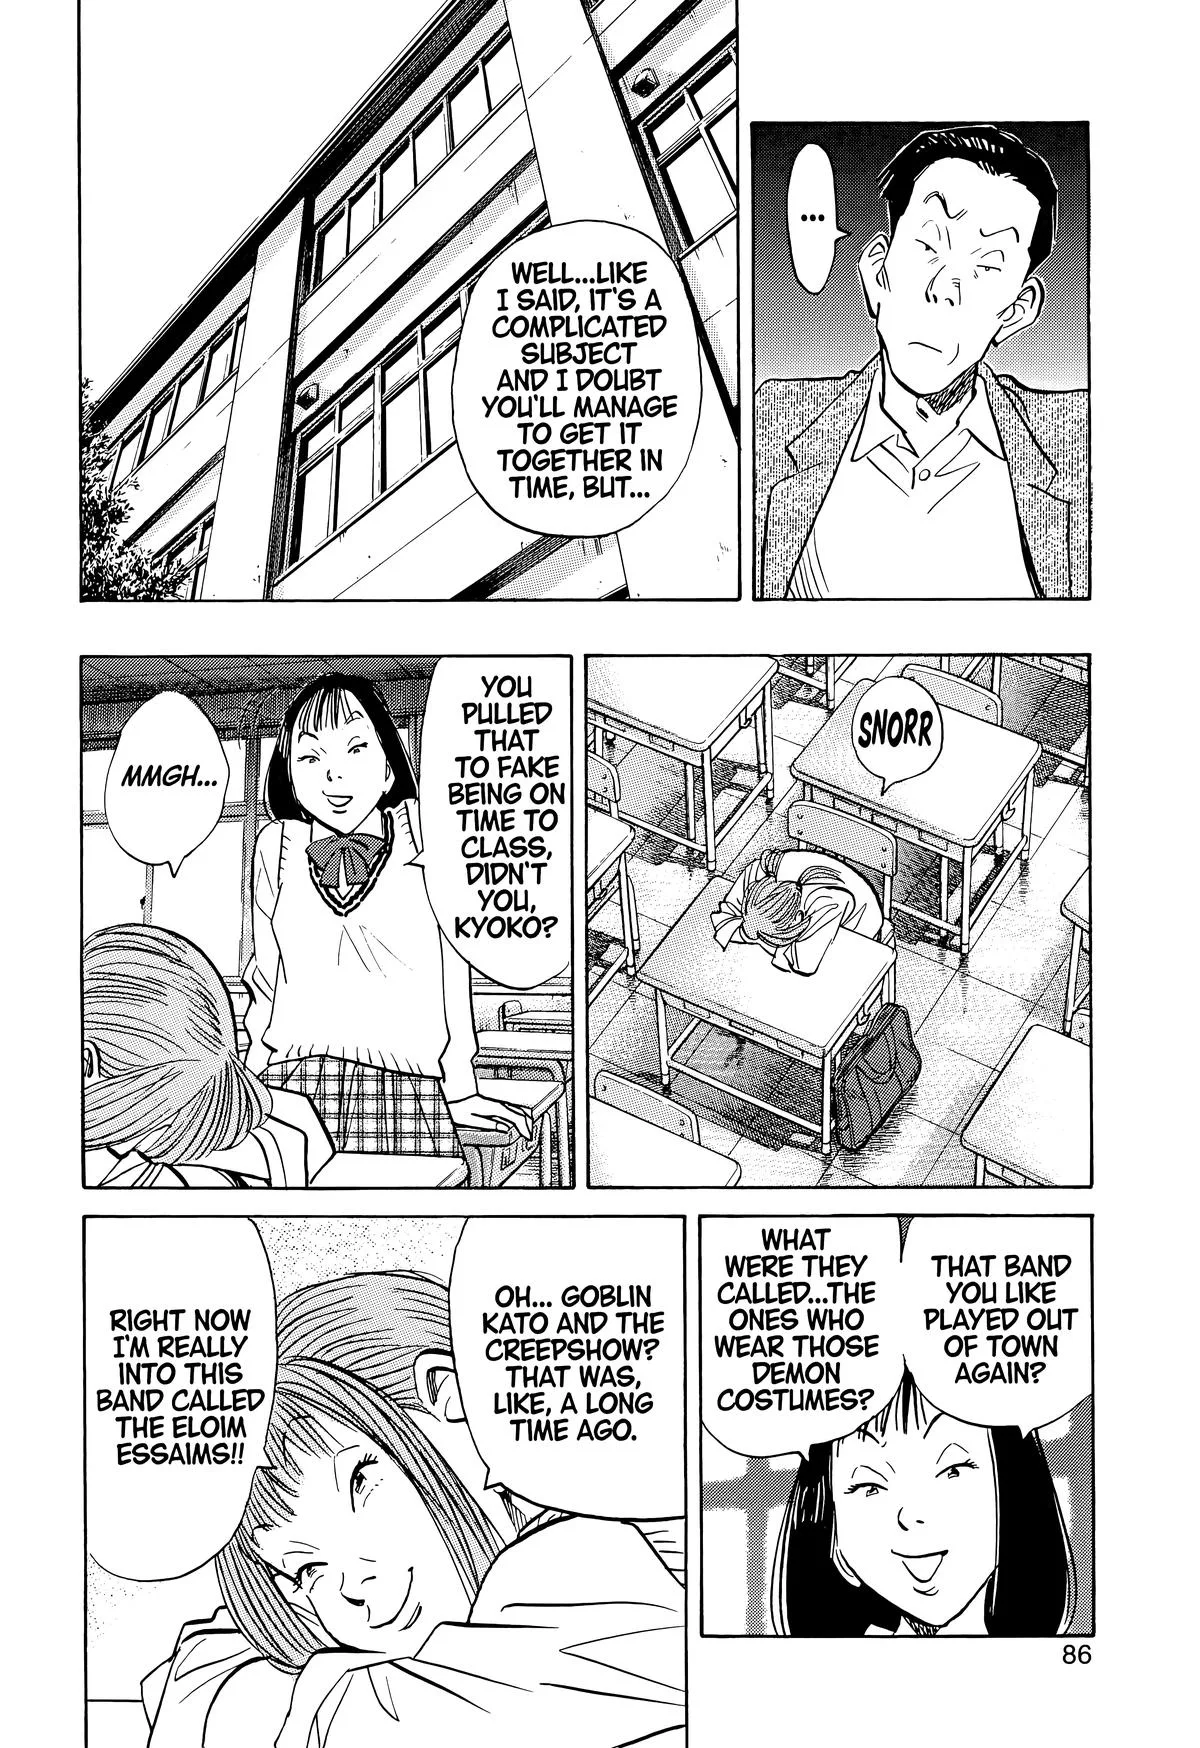 ...
WELL...LIKE
I SAID, IT'S A
COMPLICATED
SUBJECT
AND I DOUBT
YOU'LL MANAGE
TO GET IT
TOGETHER IN
TIME, BUT...
SNORR
YOU
PULLED
THAT
TO FAKE
BEING ON
TIME TO
CLASS,
DIDN'T
YOU,
KYOKO?
MMGH...
THAT BAND
YOU LIKE
PLAYED OUT
OF TOWN
AGAIN?
WHAT
WERE THEY
CALLED...THE
ONES WHO
WEAR THOSE
DEMON
COSTUMES?
OH... GOBLIN
KATO AND THE
CREEPSHOW?
THAT WAS,
LIKE, A LONG
TIME AGO.
RIGHT NOW
I'M REALLY
INTO THIS
BAND CALLED
THE ELOIM
ESSAIMS!!
86